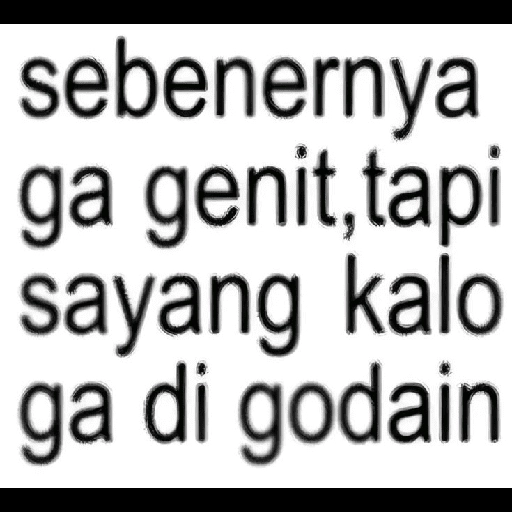 sebenernya
ga genit,tapi
sayang kalo
ga di godain